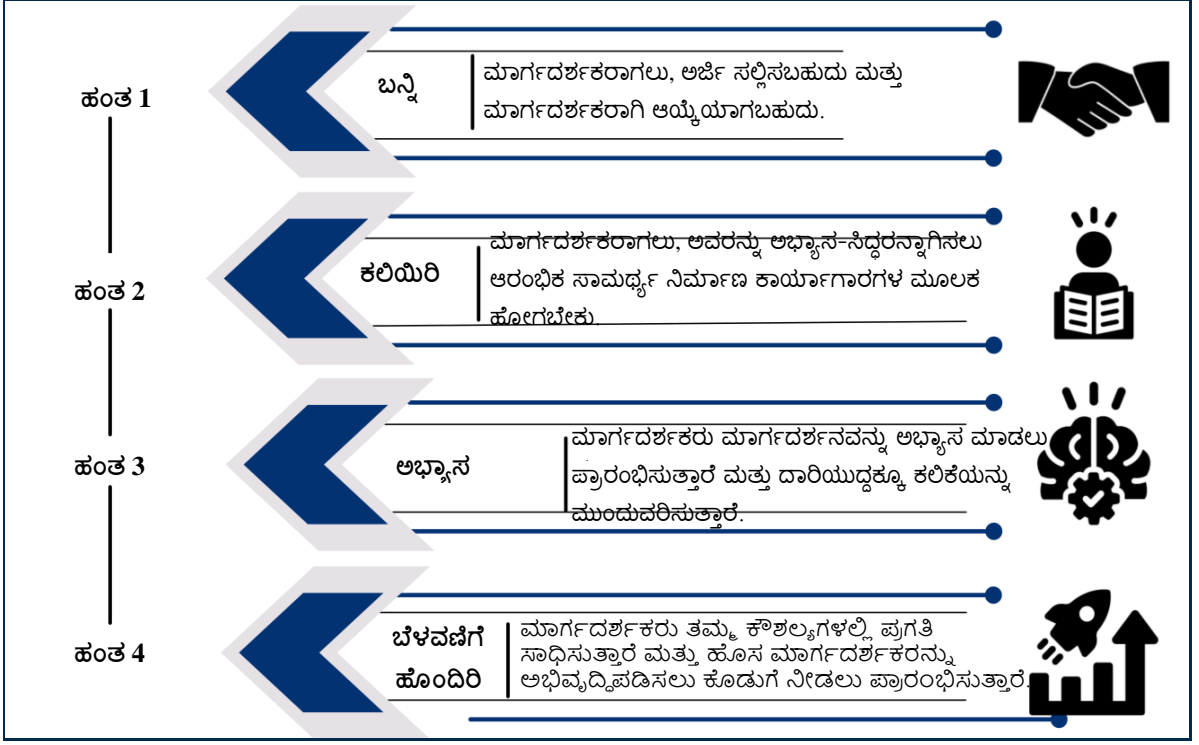 ಹಂತ 1
ಬನ್ನಿ
ಮಾರ್ಗದರ್ಶಕರಾಗಲು, ಅರ್ಜಿ ಸಲ್ಲಿಸಬಹುದು ಮತ್ತು
ಮಾರ್ಗದರ್ಶಕರಾಗಿ ಆಯ್ಕೆಯಾಗಬಹುದು.
ಹಂತ 2
ಕಲಿಯಿರಿ
ಮಾರ್ಗದರ್ಶಕರಾಗಲು, ಅವರನ್ನು ಅಭ್ಯಾಸ-ಸಿದ್ಧರನ್ನಾಗಿಸಲು
ಆರಂಭಿಕ ಸಾಮರ್ಥ್ಯ ನಿರ್ಮಾಣ ಕಾರ್ಯಾಗಾರಗಳ ಮೂಲಕ
ಹೋಗಬೇಕು.
ಹಂತ 3
ಅಭ್ಯಾಸ
ಮಾರ್ಗದರ್ಶಕರು ಮಾರ್ಗದರ್ಶನವನ್ನು ಅಭ್ಯಾಸ ಮಾಡಲು
ಪ್ರಾರಂಭಿಸುತ್ತಾರೆ ಮತ್ತು ದಾರಿಯುದ್ದಕ್ಕೂ ಕಲಿಕೆಯನ್ನು
ಮುಂದುವರಿಸುತ್ತಾರೆ.
ಹಂತ 4
ಬೆಳವಣಿಗೆ
ಹೊಂದಿರಿ
ಮಾರ್ಗದರ್ಶಕರು ತಮ್ಮ ಕೌಶಲ್ಯಗಳಲ್ಲಿ ಪ್ರಗತಿ
ಸಾಧಿಸುತ್ತಾರೆ ಮತ್ತು ಹೊಸ ಮಾರ್ಗದರ್ಶಕರನ್ನು
ಅಭಿವೃದ್ಧಿಪಡಿಸಲು ಕೊಡುಗೆ ನೀಡಲು ಪ್ರಾರಂಭಿಸುತ್ತಾರೆ.